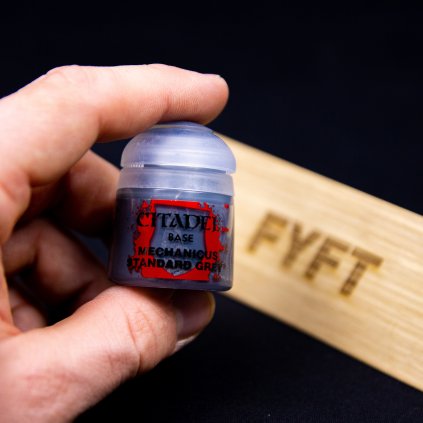 CITADEL
BASE
MECHANICUS
STANDARD GREY
FYFT